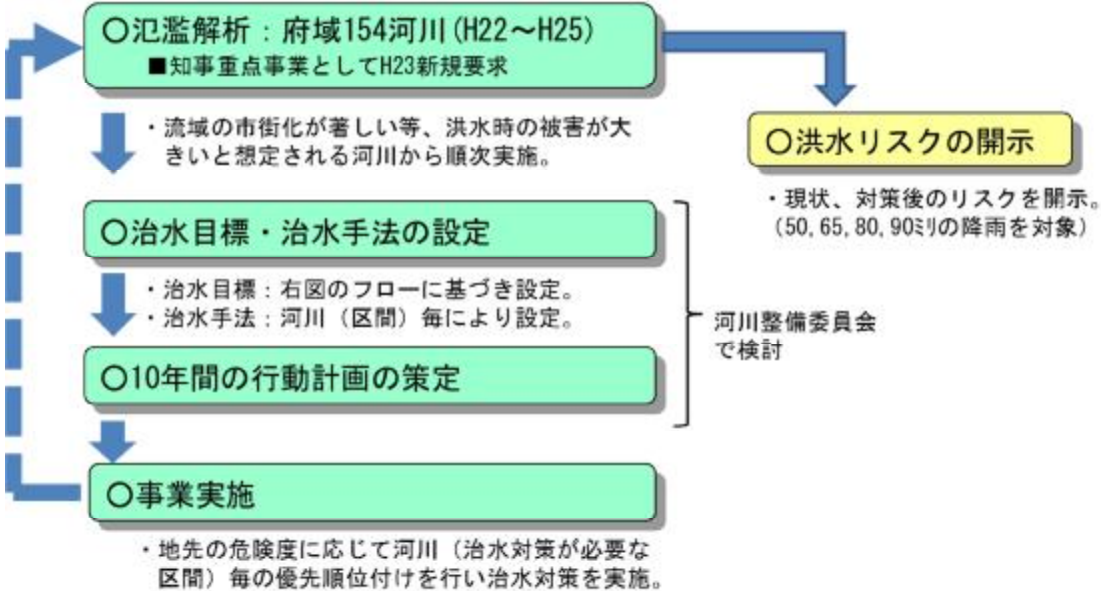 〇氾濫解析：府域154河川(H22～H25)
■知事重点事業としてH23新規要求
・流域の市街化が著しい等、洪水時の被害が大
きいと想定される河川から順次実施。
〇洪水リスクの開示
・現状、対策後のリスクを開示。
(50,65,80,90ﾐﾘの降雨を対象)
〇治水目標・治水手法の設定
・治水目標：右図のフローに基づき設定。
・治水手法：河川（区間）毎により設定。
河川整備委員会
で検討
〇10年間の行動計画の策定
〇事業実施
・地先の危険度に応じて河川（治水対策が必要な
区間）毎の優先順位付けを行い治水対策を実施。